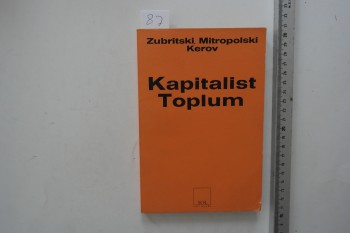 87
Zubritski Mitropolski
Kerov
Kapitalist
Toplum